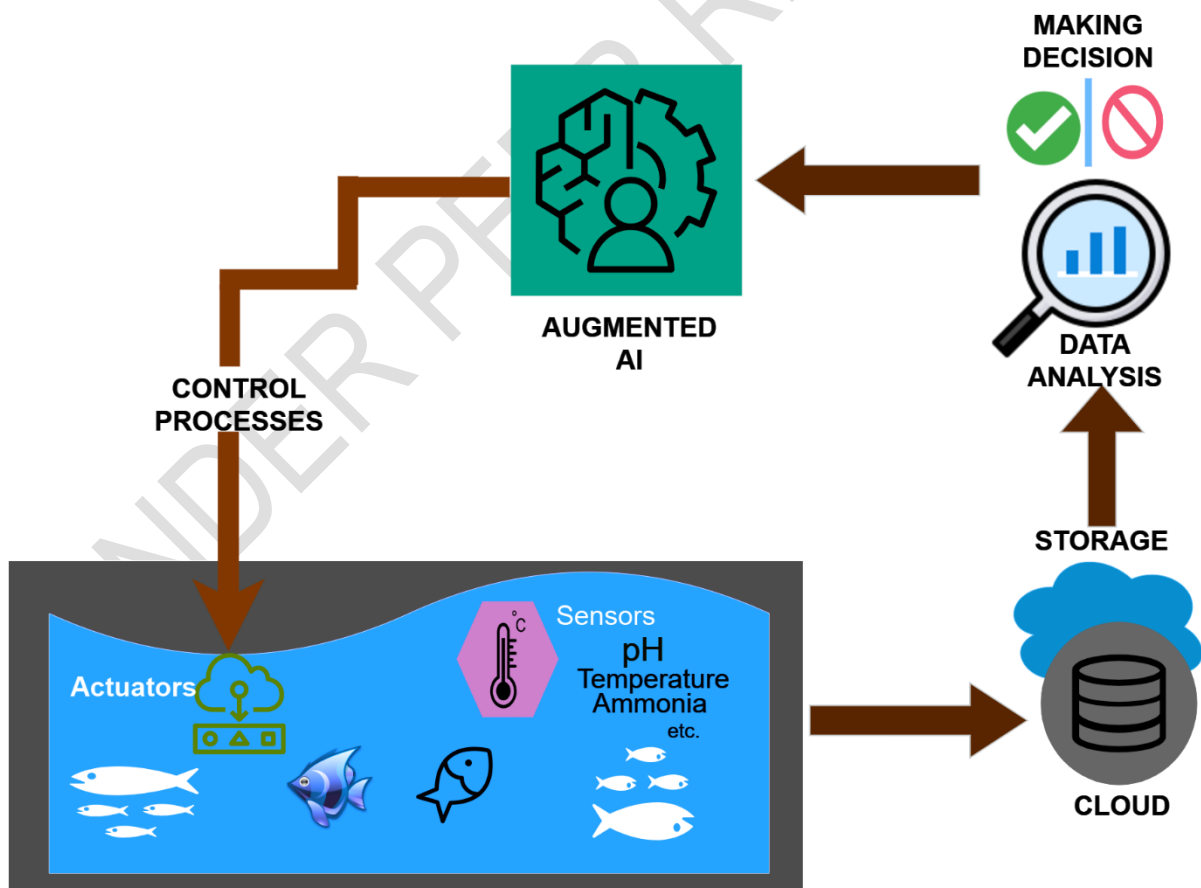 MAKING
DECISION
AUGMENTED
AI
DATA
ANALYSIS
CONTROL
PROCESSES
STORAGE
°C
Sensors
pH
Temperature
Ammonia
etc.
Actuators
CLOUD